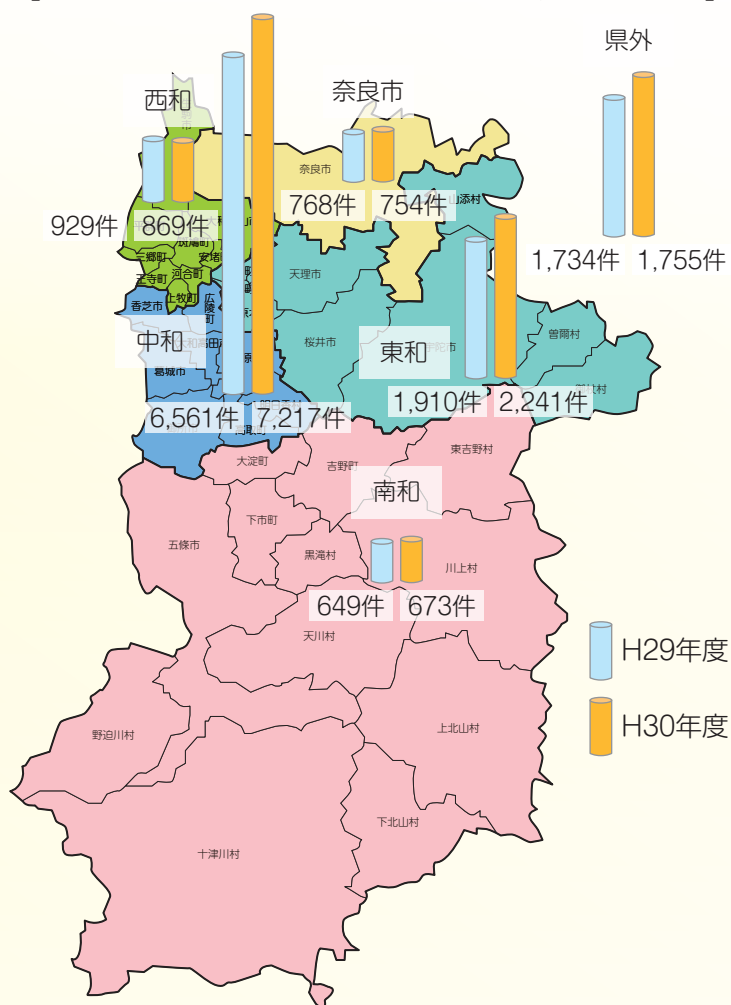 県外
西和
奈良市
奈良市
山添村
929件
869件
768件
754件
1,734件
1,755件
三郷町
斑鳩町
安堵町
王寺町
河合町
上牧町
広陵町
香芝市
天理市
中和
葛城市
桜井市
東和
曽爾村
6,561件
7,217件
1,910件
2,241件
大淀町
吉野町
東吉野村
南和
下市町
五條市
黒滝村
川上村
649件
673件
天川村
H29年度
上北山村
野迫川村
H30年度
下北山村
十津川村